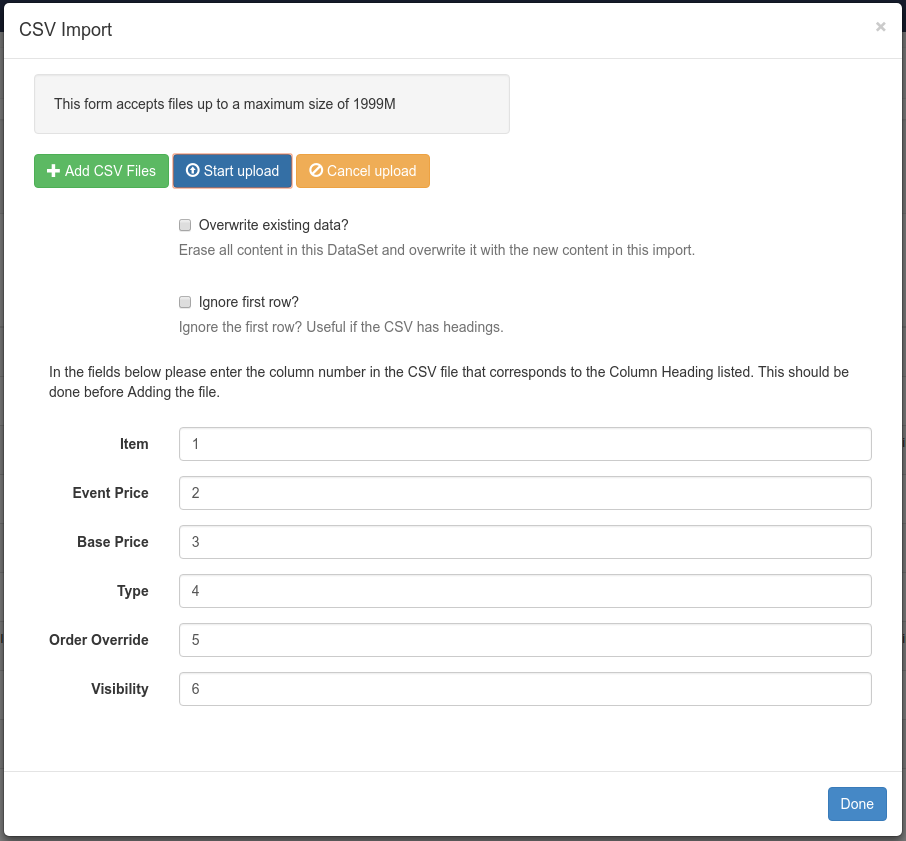 CSV Import
×
This form accepts files up to a maximum size of 1999M
Add CSV Files
Start upload
Cancel upload
Overwrite existing data?
Erase all content in this DataSet and overwrite it with the new content in this import.
Ignore first row?
Ignore the first row? Useful if the CSV has headings.
In the fields below please enter the column number in the CSV file that corresponds to the Column Heading listed. This should be
done before Adding the file.
Item 1
Event Price 2
Base Price 3
Type 4
Order Override 5
Visibility 6
Done